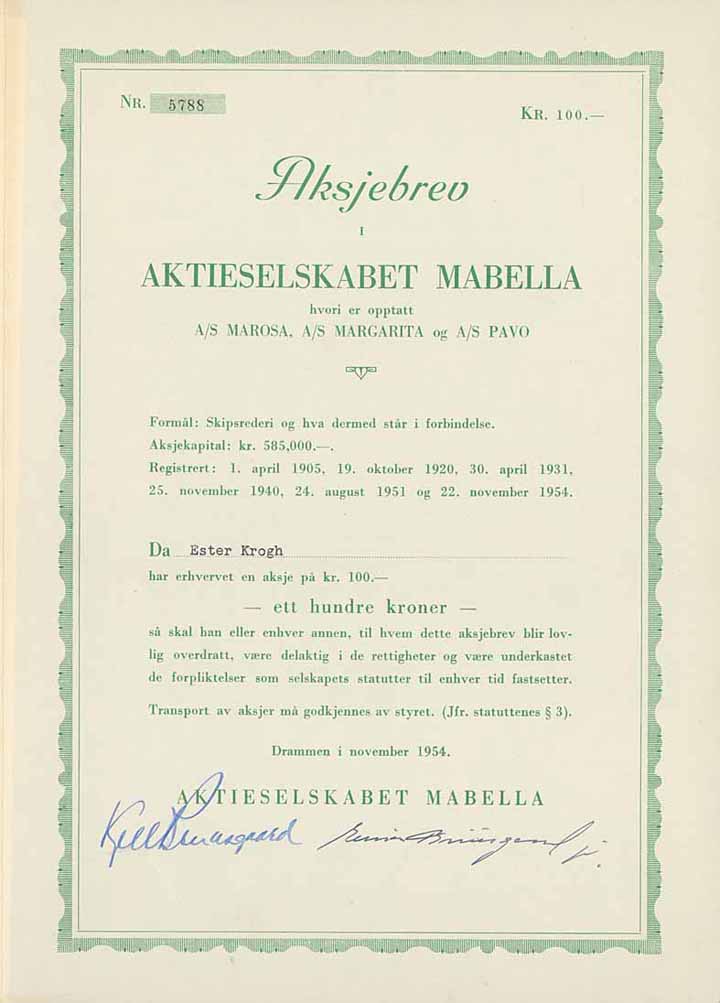 NR. 5788
KR. 100.—
Aksjebrev
I
AKTIESELSKABET MABELLA
hvori er opptatt
A/S MAROSA, A/S MARGARITA og A/S PAVO
Formål: Skipsrederi og hva dermed står i forbindelse.
Aksjekapital: kr. 585,000.—.
Registrert: 1. april 1905, 19. oktober 1920, 30. april 1931,
25. november 1940, 24. august 1951 og 22. november 1954.
Da Ester Krogh
har erhvervet en aksje på kr. 100.—
— ett hundre kroner —
så skal han eller enhver annen, til hvem dette aksjebrev blir lov-
lig overdratt, være delaktig i de rettigheter og være underkastet
de forpliktelser som selskapets statutter til enhver tid fastsetter.
Transport av aksjer må godkjennes av styret. (Jfr. statuttenes § 3).
Drammen i november 1954.
AKTIESELSKABET MABELLA
Kjell jr.